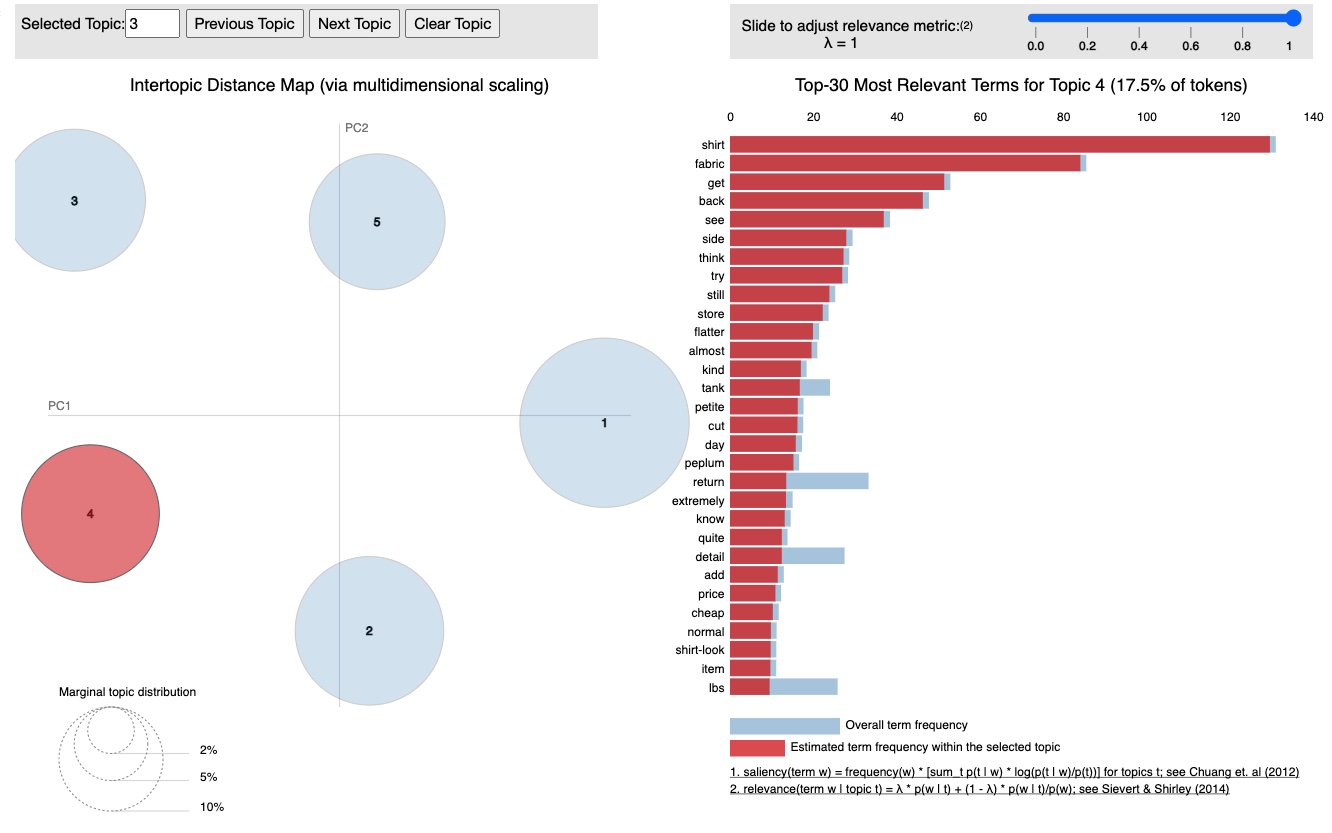 Selected Topic: 3 Previous Topic Next Topic Clear Topic
Slide to adjust relevance metric:(2)
λ = 1
0.0 0.2 0.4 0.6 0.8 1
Intertopic Distance Map (via multidimensional scaling)
PC2
PC1
3
5
1
4
2
Marginal topic distribution
2%
5%
10%
Top-30 Most Relevant Terms for Topic 4 (17.5% of tokens)
0 20 40 60 80 100 120 140
shirt
fabric
get
back
see
side
think
try
still
store
flatter
almost
kind
tank
petite
cut
day
peplum
return
extremely
know
quite
detail
add
price
cheap
normal
shirt-look
item
lbs
Overall term frequency
Estimated term frequency within the selected topic
1. saliency(term w) = frequency(w) * [sum_t p(t | w) * log(p(t | w)/p(t))] for topics t; see Chuang et. al (2012)
2. relevance(term w | topic t) = λ * p(w | t) + (1 - λ) * p(w | t)/p(w); see Sievert & Shirley (2014)